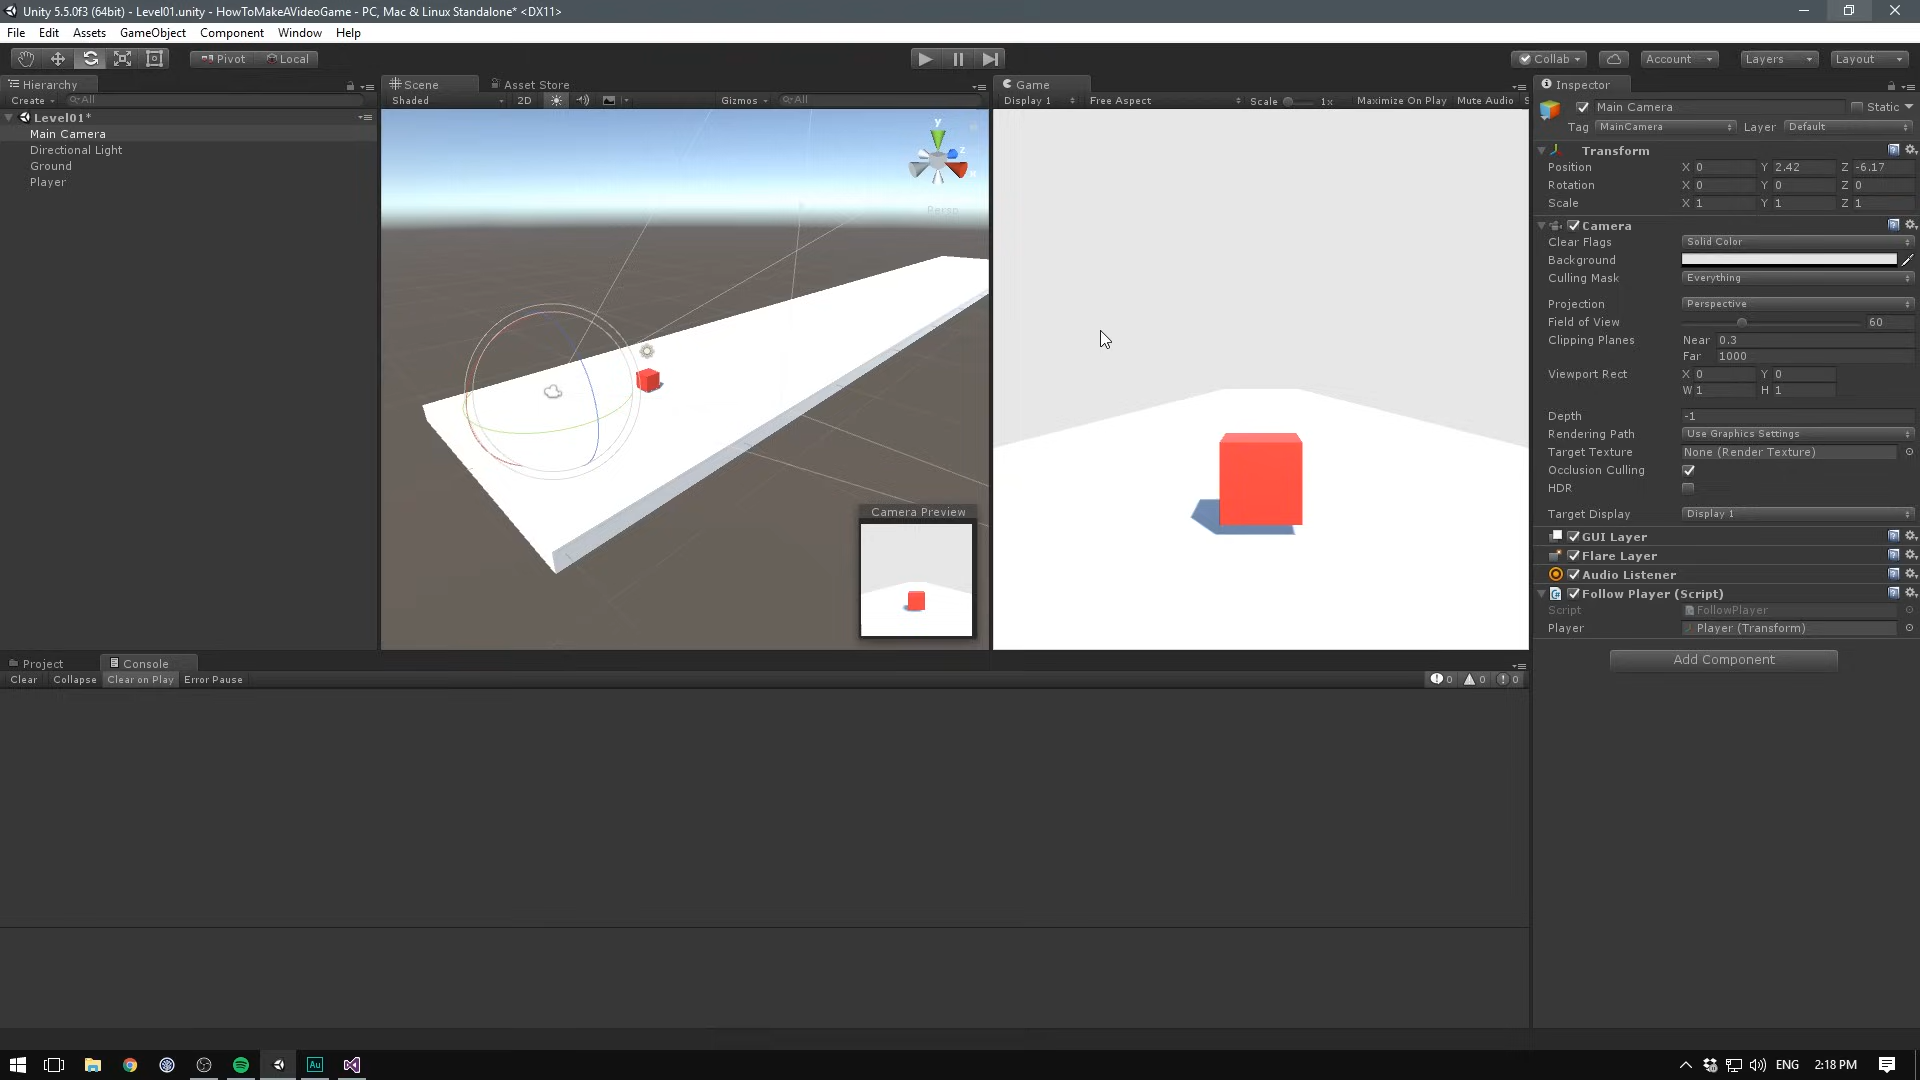 Unity 5.5.0f3 (64bit) - Level01.unity - HowToMakeAVideoGame - PC, Mac & Linux Standalone* <DX11>
File Edit Assets GameObject Component Window Help
Pivot Local Collab Account Layers Layout
Hierarchy
Create All
Level01*
Main Camera
Directional Light
Ground
Player
Scene Asset Store
Shaded 2D Gizmos All
y
z
x
Persp
Camera Preview
Game
Display 1 Free Aspect Scale 1x Maximize On Play Mute Audio S
Inspector
Main Camera Static
Tag MainCamera Layer Default
Transform
Position X 0 Y 2.42 Z -6.17
Rotation X 0 Y 0 Z 0
Scale X 1 Y 1 Z 1
Camera
Clear Flags Solid Color
Background
Culling Mask Everything
Projection Perspective
Field of View 60
Clipping Planes Near 0.3
Far 1000
Viewport Rect X 0 Y 0
W 1 H 1
Depth -1
Rendering Path Use Graphics Settings
Target Texture None (Render Texture)
Occlusion Culling
HDR
Target Display Display 1
GUI Layer
Flare Layer
Audio Listener
Follow Player (Script)
Script FollowPlayer
Player Player (Transform)
Add Component
Project Console
Clear Collapse Clear on Play Error Pause 0 0 0
Au ENG 2:18 PM